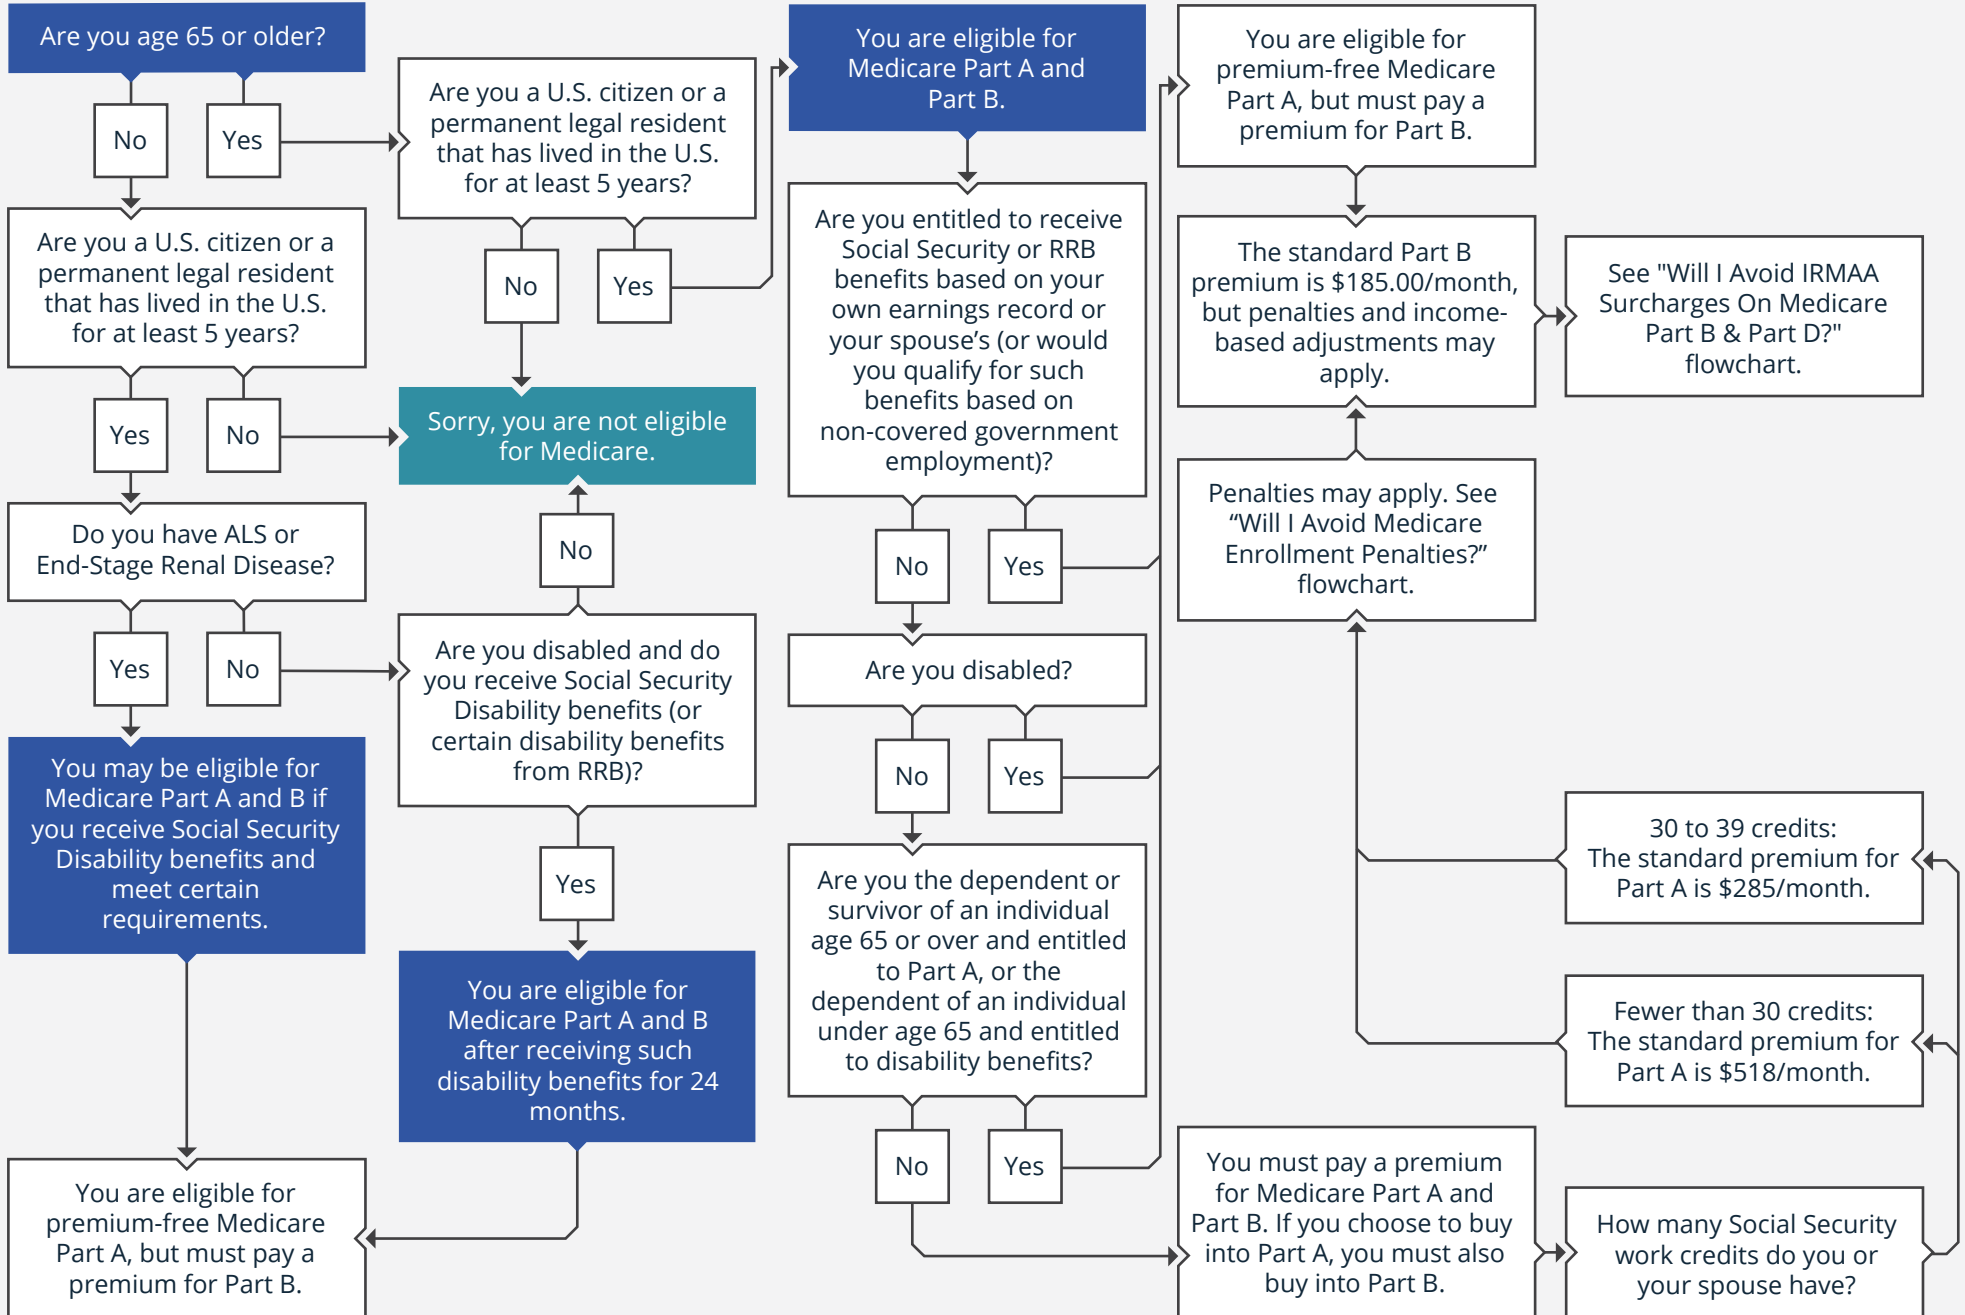 Are you age 65 or older?
No
Yes
Are you a U.S. citizen or a
permanent legal resident
that has lived in the U.S.
for at least 5 years?
Yes
No
Do you have ALS or
End-Stage Renal Disease?
Yes
No
You may be eligible for
Medicare Part A and B if
you receive Social Security
Disability benefits and
meet certain
requirements.
You are eligible for
premium-free Medicare
Part A, but must pay a
premium for Part B.
Are you a U.S. citizen or a
permanent legal resident
that has lived in the U.S.
for at least 5 years?
No
Yes
Sorry, you are not eligible
for Medicare.
No
Are you disabled and do
you receive Social Security
Disability benefits (or
certain disability benefits
from RRB)?
Yes
You are eligible for
Medicare Part A and B
after receiving such
disability benefits for 24
months.
You are eligible for
Medicare Part A and
Part B.
Are you entitled to receive
Social Security or RRB
benefits based on your
own earnings record or
your spouse’s (or would
you qualify for such
benefits based on
non-covered government
employment)?
No
Yes
Are you disabled?
No
Yes
Are you the dependent or
survivor of an individual
age 65 or over and entitled
to Part A, or the
dependent of an individual
under age 65 and entitled
to disability benefits?
No
Yes
You are eligible for
premium-free Medicare
Part A, but must pay a
premium for Part B.
The standard Part B
premium is $185.00/month,
but penalties and income-
based adjustments may
apply.
See "Will I Avoid IRMAA
Surcharges On Medicare
Part B & Part D?"
flowchart.
Penalties may apply. See
“Will I Avoid Medicare
Enrollment Penalties?”
flowchart.
30 to 39 credits:
The standard premium for
Part A is $285/month.
Fewer than 30 credits:
The standard premium for
Part A is $518/month.
You must pay a premium
for Medicare Part A and
Part B. If you choose to buy
into Part A, you must also
buy into Part B.
How many Social Security
work credits do you or
your spouse have?